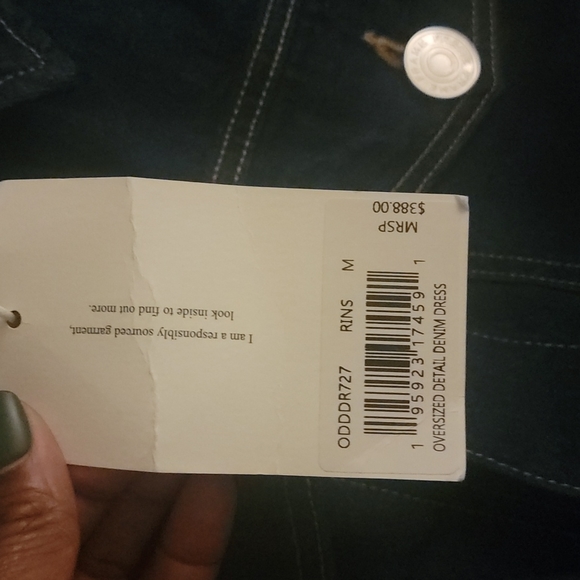 I am a responsibly sourced garment,
look inside to find out more.
MRSP
$388.00
ODDDR727 RINS M
1 95923 17459 1
OVERSIZED DETAIL DENIM DRESS